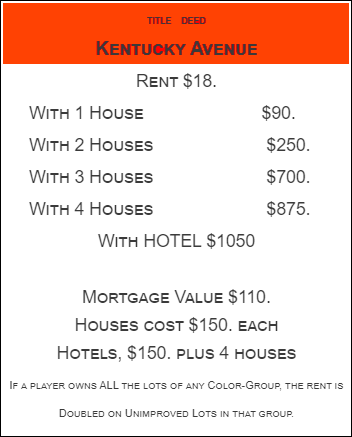 TITLE DEED
KENTUCKY AVENUE
RENT $18.
WITH 1 HOUSE $90.
WITH 2 HOUSES $250.
WITH 3 HOUSES $700.
WITH 4 HOUSES $875.
WITH HOTEL $1050
MORTGAGE VALUE $110.
HOUSES COST $150. EACH
HOTELS, $150. PLUS 4 HOUSES
IF A PLAYER OWNS ALL THE LOTS OF ANY COLOR-GROUP, THE RENT IS
DOUBLED ON UNIMPROVED LOTS IN THAT GROUP.